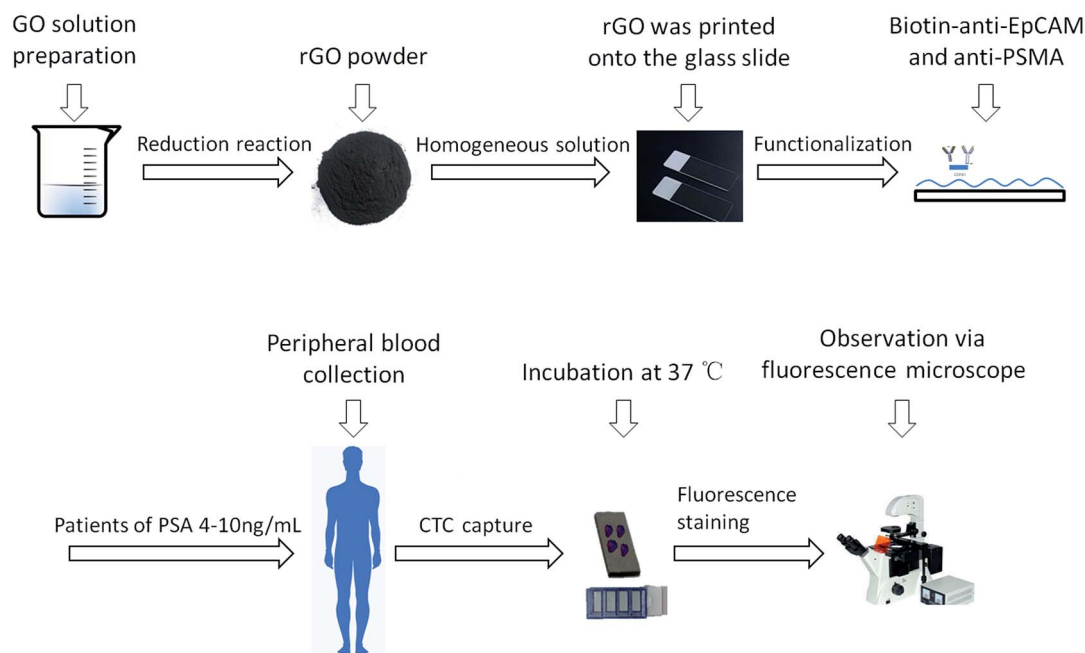 GO solution
preparation
rGO powder
rGO was printed
onto the glass slide
Biotin-anti-EpCAM
and anti-PSMA
Reduction reaction
Homogeneous solution
Functionalization
Peripheral blood
collection
Incubation at 37 ℃
Observation via
fluorescence microscope
Patients of PSA 4-10ng/mL
CTC capture
Fluorescence
staining